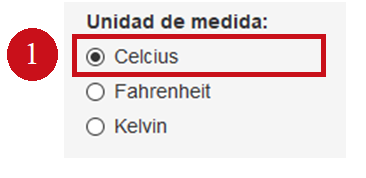 Unidad de medida:
1
Celcius
Fahrenheit
Kelvin